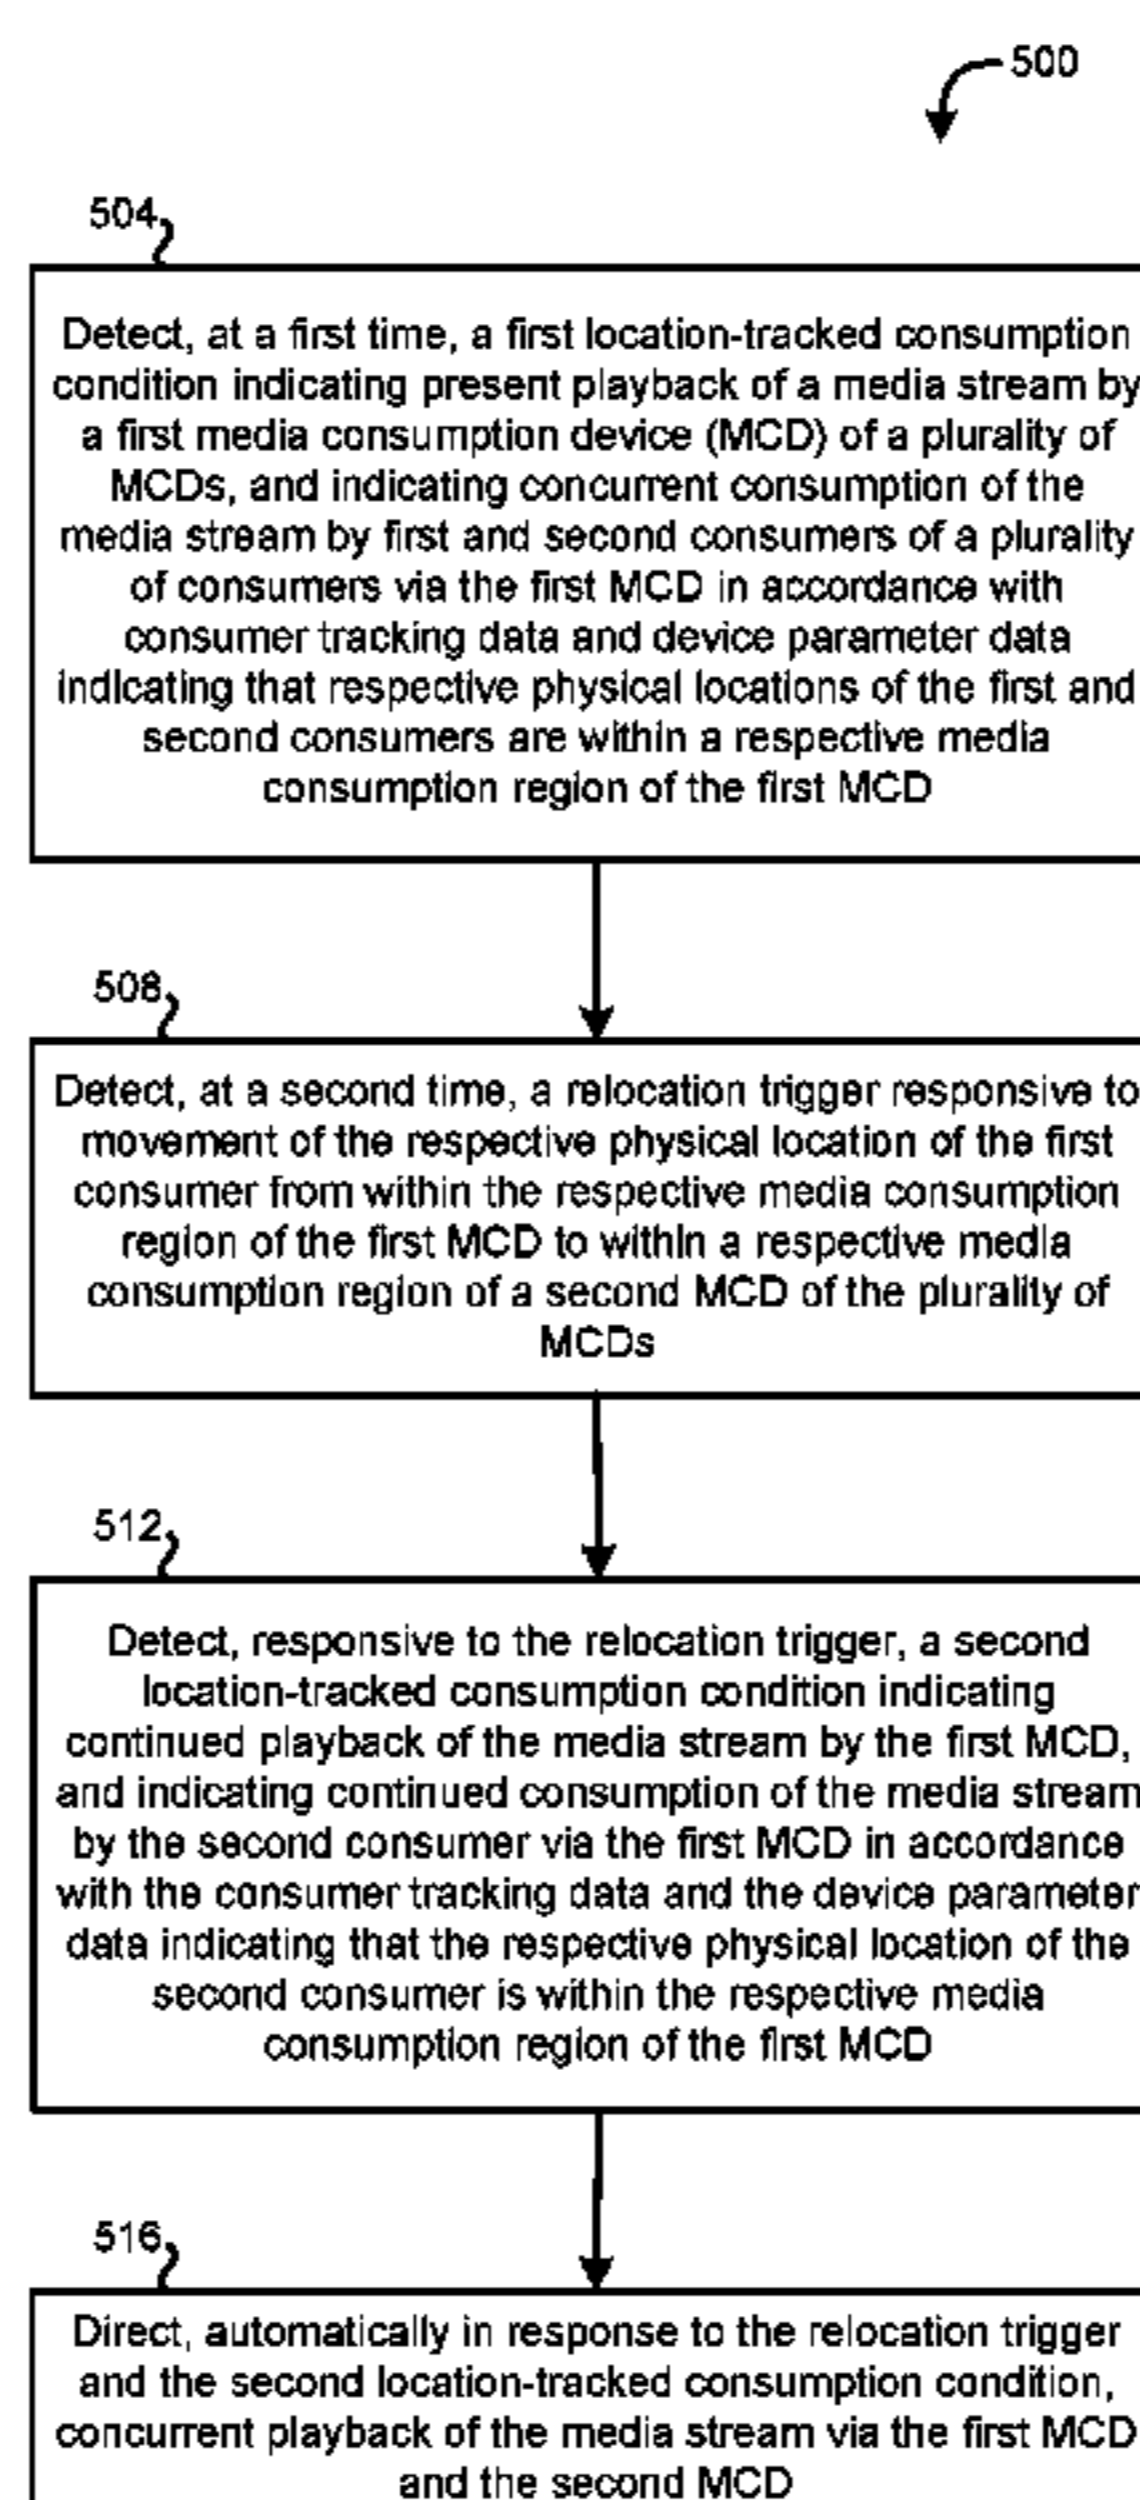 500
504
Detect, at a first time, a first location-tracked consumption
condition indicating present playback of a media stream by
a first media consumption device (MCD) of a plurality of
MCDs, and indicating concurrent consumption of the
media stream by first and second consumers of a plurality
of consumers via the first MCD in accordance with
consumer tracking data and device parameter data
indicating that respective physical locations of the first and
second consumers are within a respective media
consumption region of the first MCD
508
Detect, at a second time, a relocation trigger responsive to
movement of the respective physical location of the first
consumer from within the respective media consumption
region of the first MCD to within a respective media
consumption region of a second MCD of the plurality of
MCDs
512
Detect, responsive to the relocation trigger, a second
location-tracked consumption condition indicating
continued playback of the media stream by the first MCD,
and indicating continued consumption of the media stream
by the second consumer via the first MCD in accordance
with the consumer tracking data and the device parameter
data indicating that the respective physical location of the
second consumer is within the respective media
consumption region of the first MCD
516
Direct, automatically in response to the relocation trigger
and the second location-tracked consumption condition,
concurrent playback of the media stream via the first MCD
and the second MCD